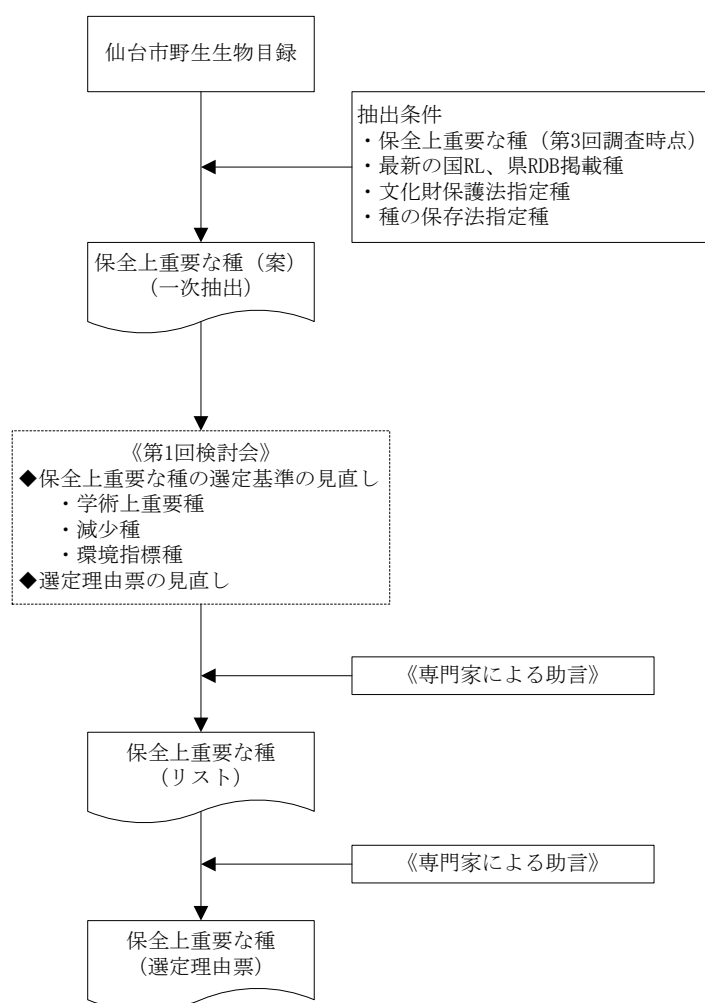 仙台市野生生物目録
抽出条件
・保全上重要な種（第3回調査時点）
・最新の国RL、県RDB掲載種
・文化財保護法指定種
・種の保存法指定種
保全上重要な種（案）
（一次抽出）
《第1回検討会》
◆保全上重要な種の選定基準の見直し
・学術上重要種
・減少種
・環境指標種
◆選定理由票の見直し
《専門家による助言》
保全上重要な種
（リスト）
《専門家による助言》
保全上重要な種
（選定理由票）